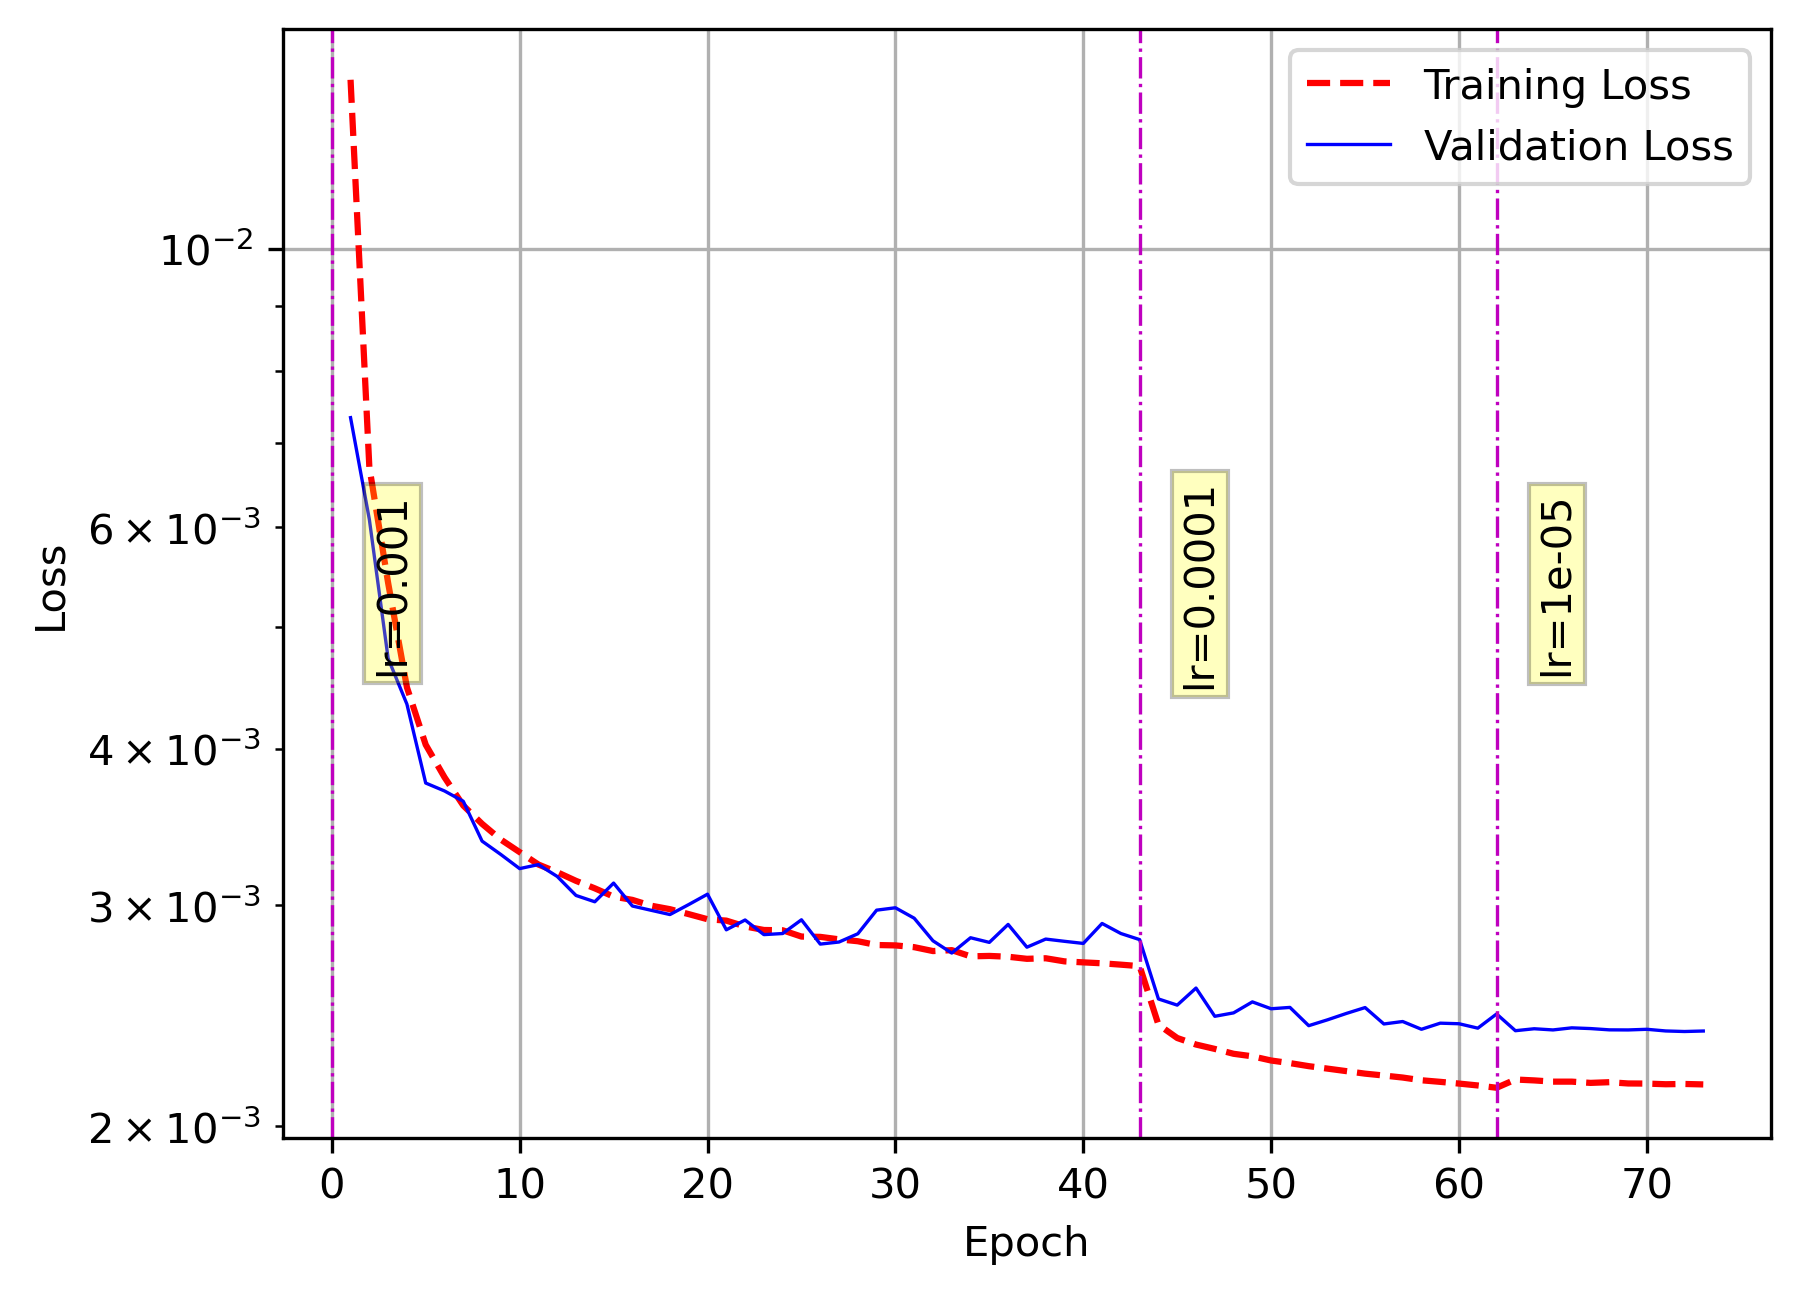 Training Loss
Validation Loss
10⁻²
6 × 10⁻³
4 × 10⁻³
3 × 10⁻³
2 × 10⁻³
Loss
lr=0.001
lr=0.0001
lr=1e-05
0 10 20 30 40 50 60 70
Epoch